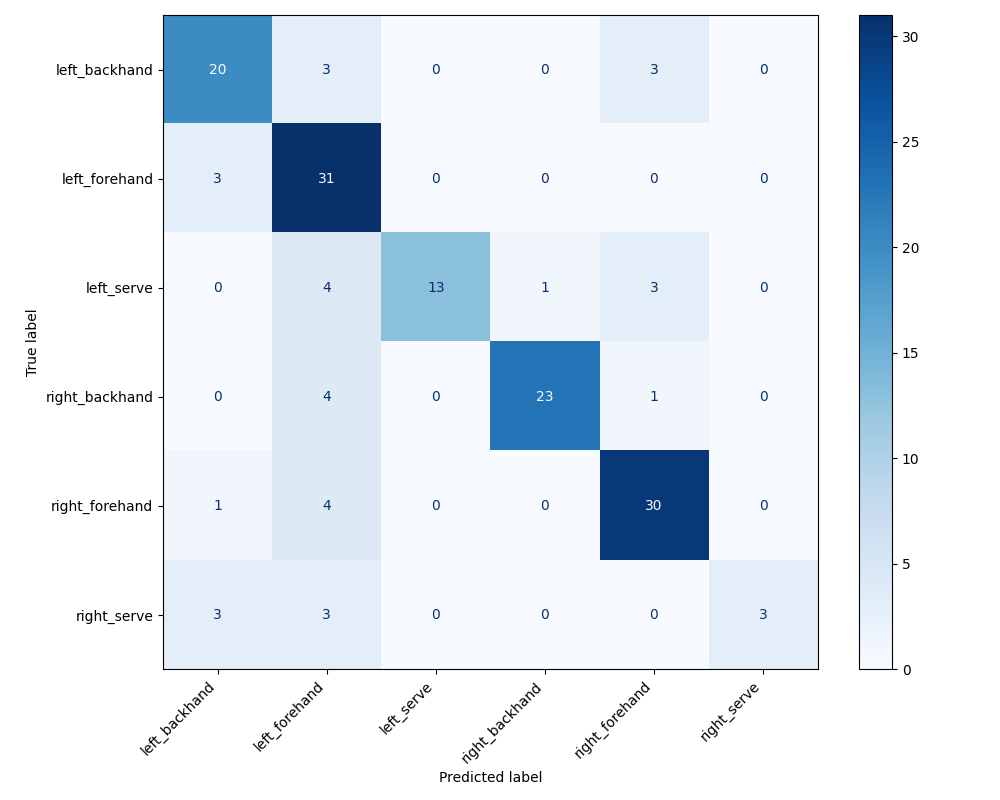 True label
left_backhand 20 3 0 0 3 0
left_forehand 3 31 0 0 0 0
left_serve 0 4 13 1 3 0
right_backhand 0 4 0 23 1 0
right_forehand 1 4 0 0 30 0
right_serve 3 3 0 0 0 3
left_backhand left_forehand left_serve right_backhand right_forehand right_serve
Predicted label
30
25
20
15
10
5
0